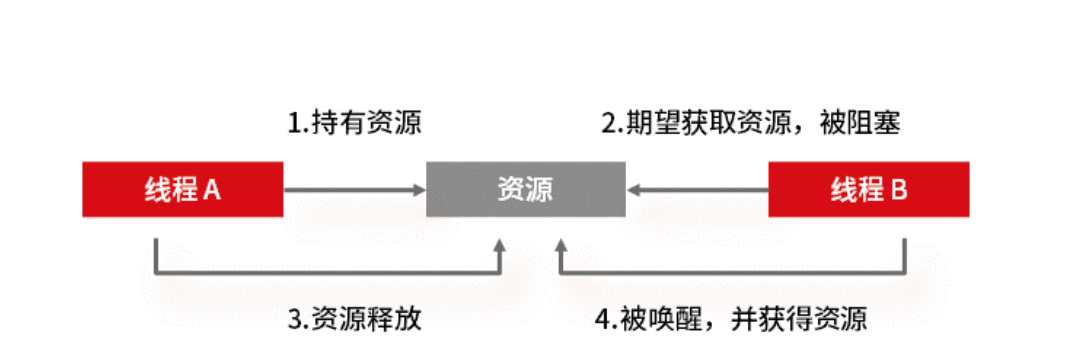 1.持有资源
2.期望获取资源，被阻塞
线程 A
资源
线程 B
3.资源释放
4.被唤醒，并获得资源